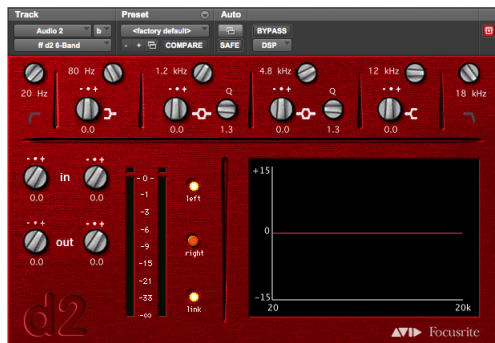 Track Preset Auto
Audio 2 b <factory default> BYPASS
ff d2 6-Band - + COMPARE SAFE DSP
80 Hz 1.2 kHz 4.8 kHz 12 kHz
20 Hz Q Q 18 kHz
- + - + - + - +
0.0 0.0 1.3 0.0 1.3 0.0
- + - +
in
0.0 0.0
- + - +
out
0.0 0.0
-0-
-1
-3
-6
-9
-15
-21
-33
-∞
left
right
link
+15
0
-15
20 20k
d2
AVID Focusrite